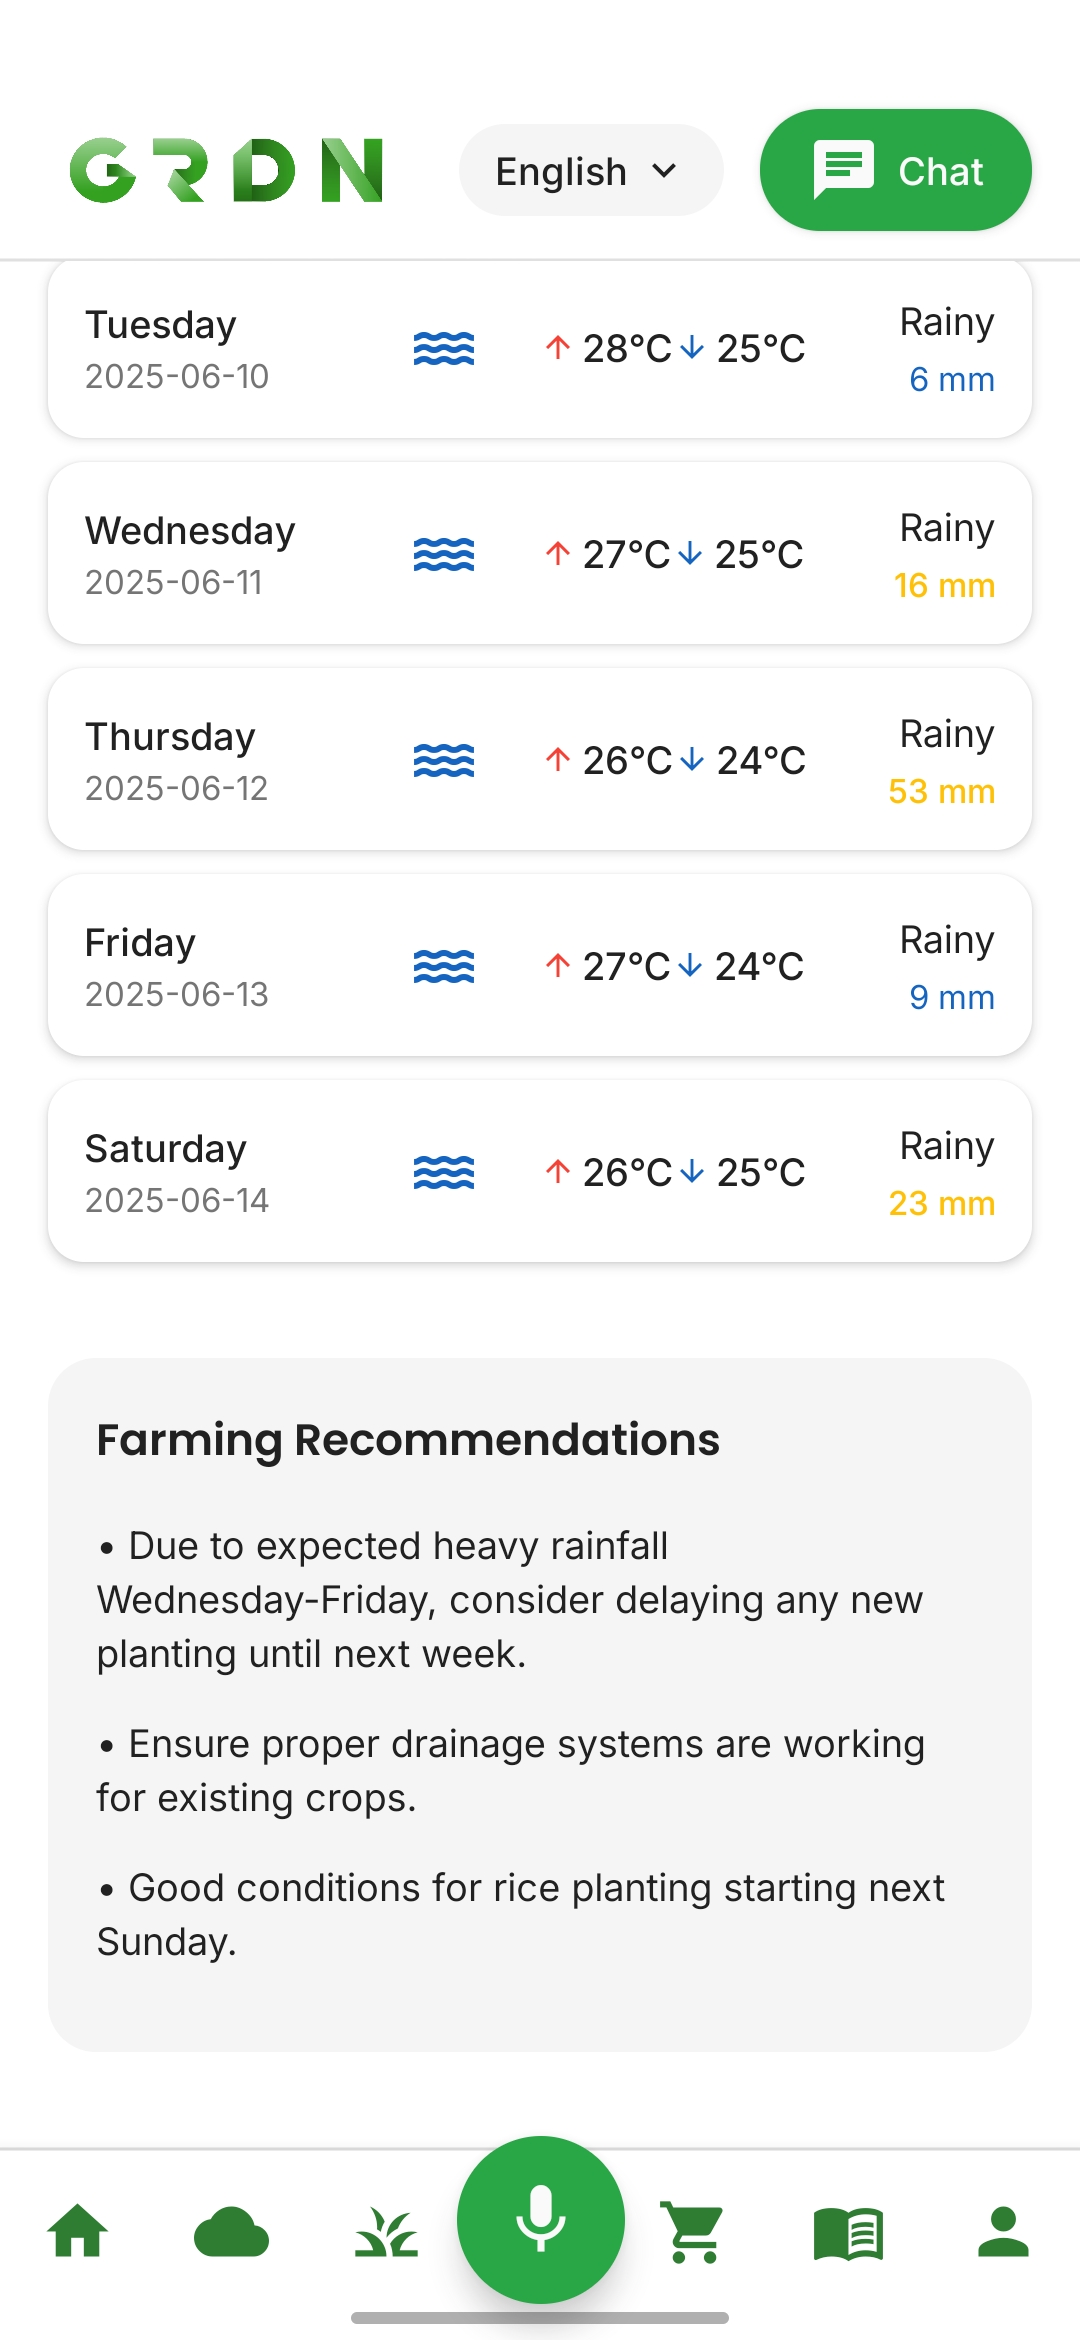 GRDN
English
Chat
Tuesday
2025-06-10
28°C
25°C
Rainy
6 mm
Wednesday
2025-06-11
27°C
25°C
Rainy
16 mm
Thursday
2025-06-12
26°C
24°C
Rainy
53 mm
Friday
2025-06-13
27°C
24°C
Rainy
9 mm
Saturday
2025-06-14
26°C
25°C
Rainy
23 mm
Farming Recommendations
• Due to expected heavy rainfall
Wednesday-Friday, consider delaying any new
planting until next week.
• Ensure proper drainage systems are working
for existing crops.
• Good conditions for rice planting starting next
Sunday.